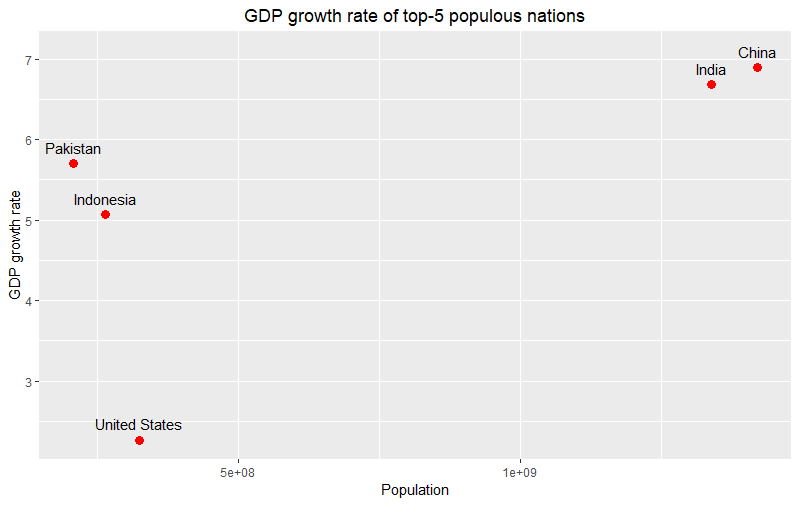 GDP growth rate of top-5 populous nations
China
India
Pakistan
Indonesia
United States
7
6
5
4
3
GDP growth rate
5e+08
1e+09
Population